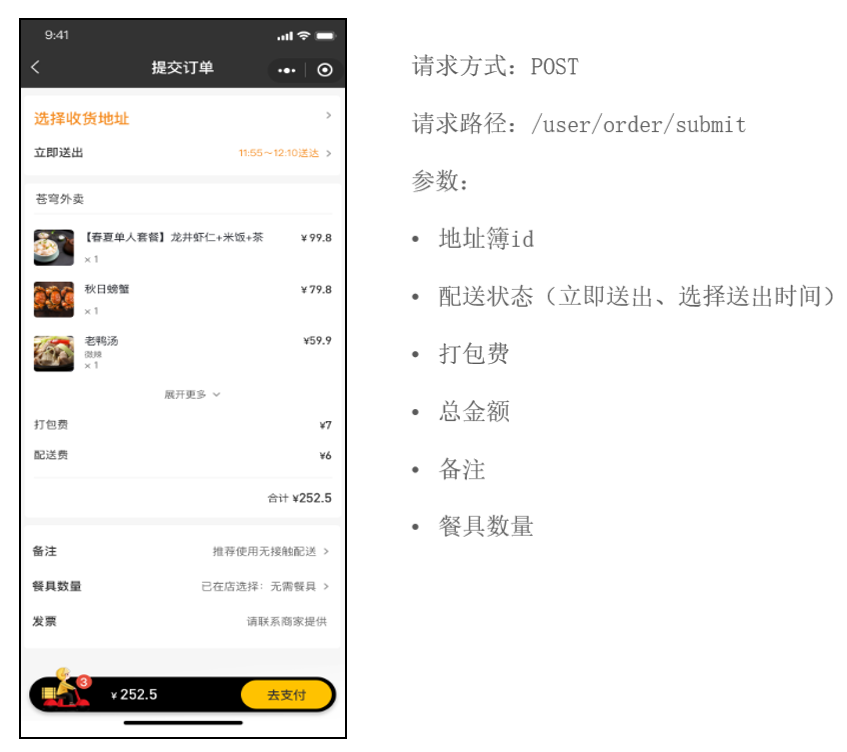 9:41
提交订单
选择收货地址
立即送出 11:55～12:10送达
苍穹外卖
【春夏单人套餐】龙井虾仁+米饭+茶 ¥99.8
×1
秋日螃蟹 ¥79.8
×1
老鸭汤 ¥59.9
微辣
×1
展开更多
打包费 ¥7
配送费 ¥6
合计 ¥252.5
备注 推荐使用无接触配送
餐具数量 已在店选择：无需餐具
发票 请联系商家提供
3
¥252.5 去支付
请求方式：POST
请求路径：/user/order/submit
参数：
• 地址簿id
• 配送状态（立即送出、选择送出时间）
• 打包费
• 总金额
• 备注
• 餐具数量